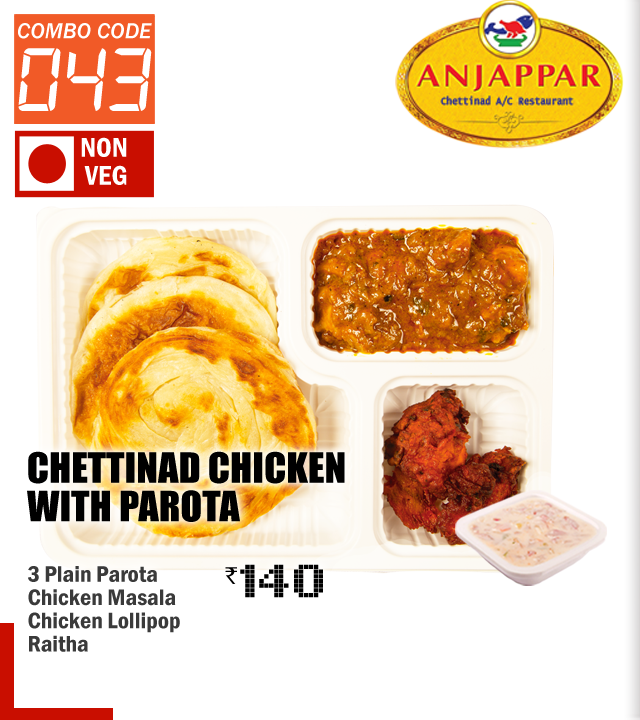 COMBO CODE
043
NON
VEG
ANJAPPAR
Chettinad A/C Restaurant
CHETTINAD CHICKEN
WITH PAROTA
3 Plain Parota
Chicken Masala
Chicken Lollipop
Raitha
₹140